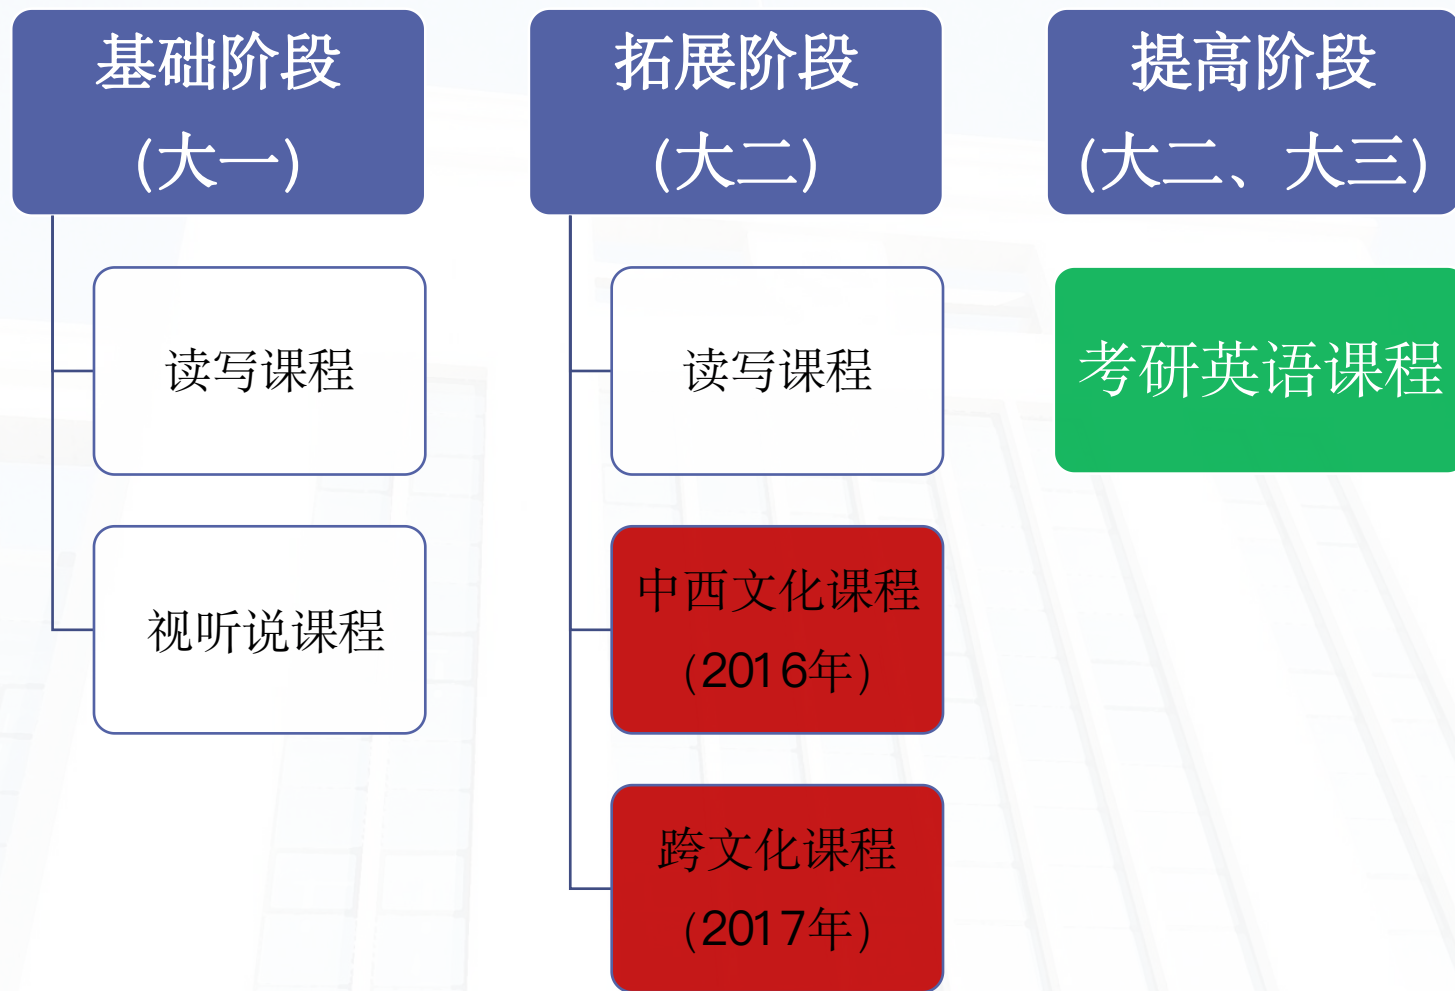 基础阶段
(大一)
读写课程
视听说课程
拓展阶段
(大二)
读写课程
中西文化课程
（2016年）
跨文化课程
（2017年）
提高阶段
(大二、大三)
考研英语课程